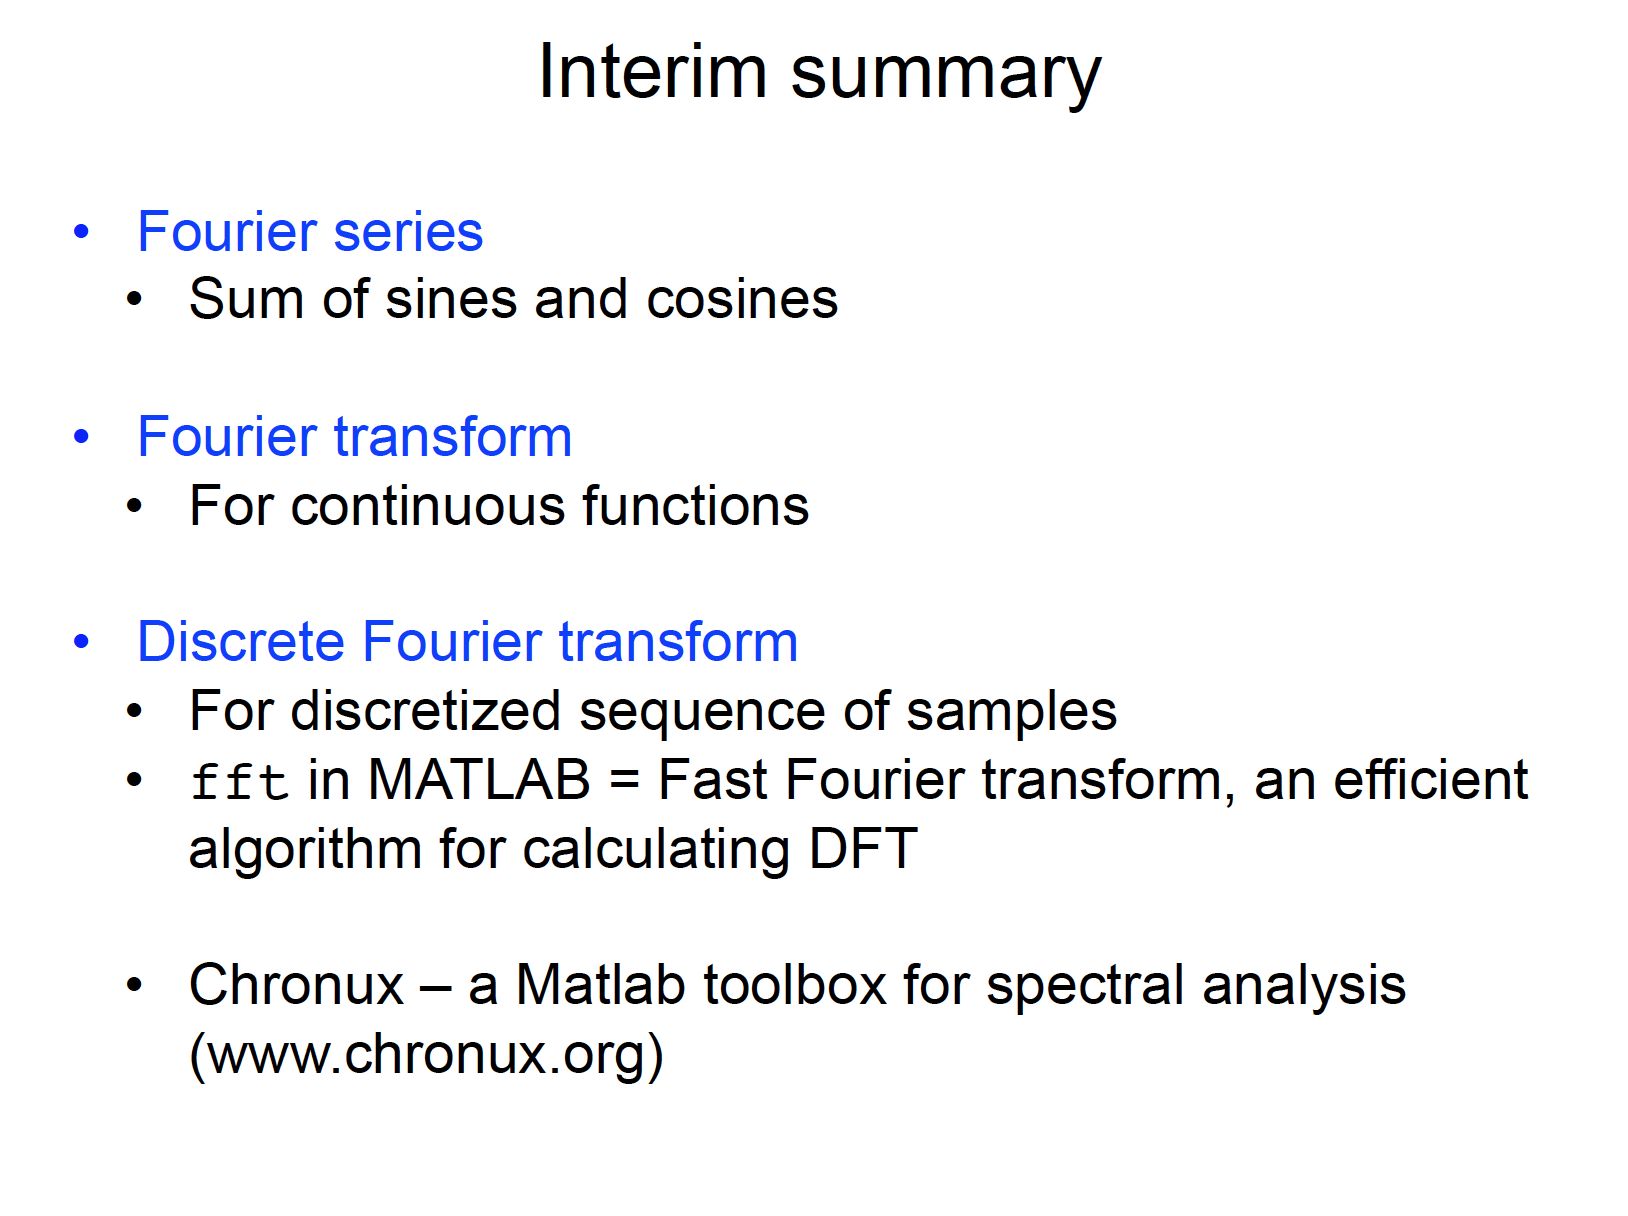 Interim summary
• Fourier series
• Sum of sines and cosines
• Fourier transform
• For continuous functions
• Discrete Fourier transform
• For discretized sequence of samples
• fft in MATLAB = Fast Fourier transform, an efficient
algorithm for calculating DFT
• Chronux – a Matlab toolbox for spectral analysis
(www.chronux.org)